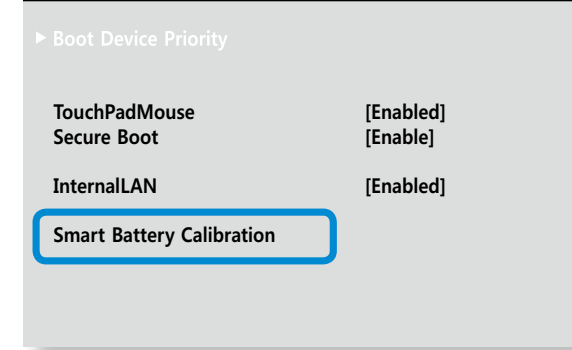 ▶ Boot Device Priority
TouchPadMouse [Enabled]
Secure Boot [Enable]
InternalLAN [Enabled]
Smart Battery Calibration